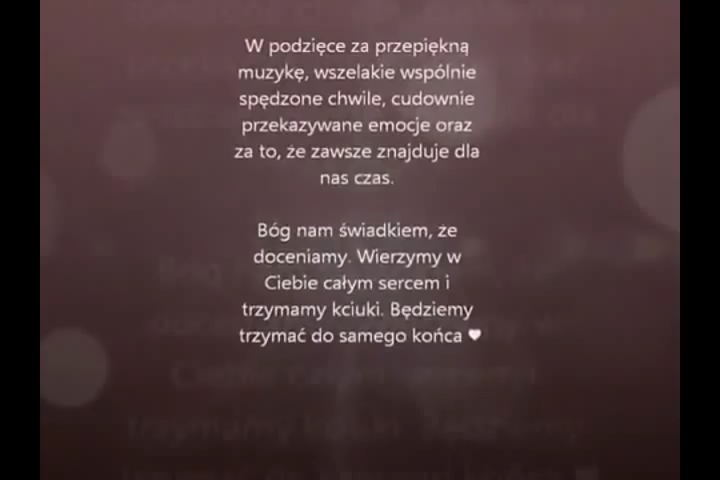 W podzięce za przepiękną
muzykę, wszelakie wspólnie
spędzone chwile, cudownie
przekazywane emocje oraz
za to, że zawsze znajduje dla
nas czas.
Bóg nam świadkiem, że
doceniamy. Wierzymy w
Ciebie całym sercem i
trzymamy kciuki. Będziemy
trzymać do samego końca ♥